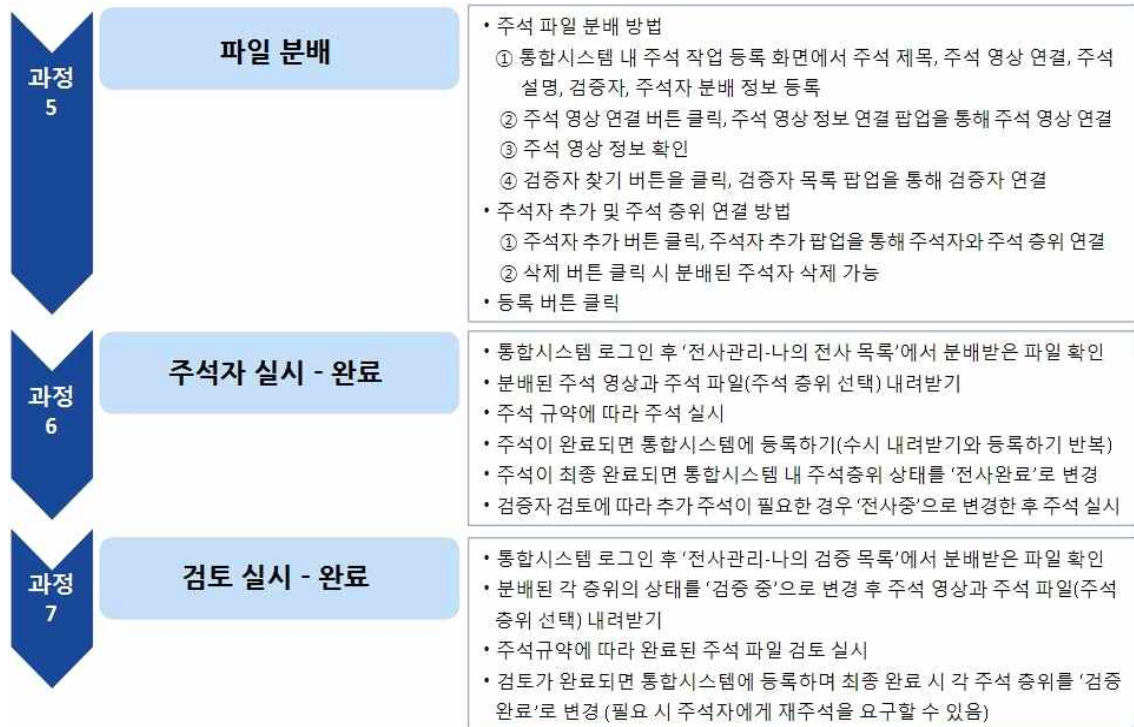 과정
5
파일 분배
• 주석 파일 분배 방법
① 통합시스템 내 주석 작업 등록 화면에서 주석 제목, 주석 영상 연결, 주석
설명, 검증자, 주석자 분배 정보 등록
② 주석 영상 연결 버튼 클릭, 주석 영상 정보 연결 팝업을 통해 주석 영상 연결
③ 주석 영상 정보 확인
④ 검증자 찾기 버튼을 클릭, 검증자 목록 팝업을 통해 검증자 연결
• 주석자 추가 및 주석 층위 연결 방법
① 주석자 추가 버튼 클릭, 주석자 추가 팝업을 통해 주석자와 주석 층위 연결
② 삭제 버튼 클릭 시 분배된 주석자 삭제 가능
• 등록 버튼 클릭
과정
6
주석자 실시 - 완료
• 통합시스템 로그인 후 ‘전사관리-나의 전사 목록’에서 분배받은 파일 확인
• 분배된 주석 영상과 주석 파일(주석 층위 선택) 내려받기
• 주석 규약에 따라 주석 실시
• 주석이 완료되면 통합시스템에 등록하기(수시 내려받기와 등록하기 반복)
• 주석이 최종 완료되면 통합시스템 내 주석층위 상태를 ‘전사완료’로 변경
• 검증자 검토에 따라 추가 주석이 필요한 경우 ‘전사중’으로 변경한 후 주석 실시
과정
7
검토 실시 - 완료
• 통합시스템 로그인 후 ‘전사관리-나의 검증 목록’에서 분배받은 파일 확인
• 분배된 각 층위의 상태를 ‘검증 중’으로 변경 후 주석 영상과 주석 파일(주석
층위 선택) 내려받기
• 주석규약에 따라 완료된 주석 파일 검토 실시
• 검토가 완료되면 통합시스템에 등록하며 최종 완료 시 각 주석 층위를 ‘검증
완료’로 변경 (필요 시 주석자에게 재주석을 요구할 수 있음)